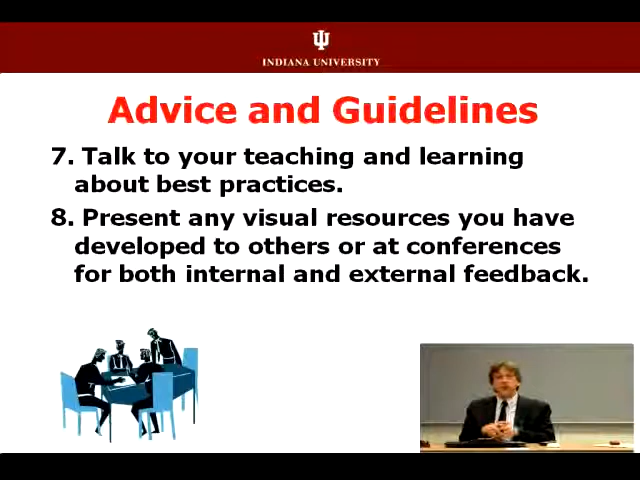 INDIANA UNIVERSITY
Advice and Guidelines
7. Talk to your teaching and learning
about best practices.
8. Present any visual resources you have
developed to others or at conferences
for both internal and external feedback.